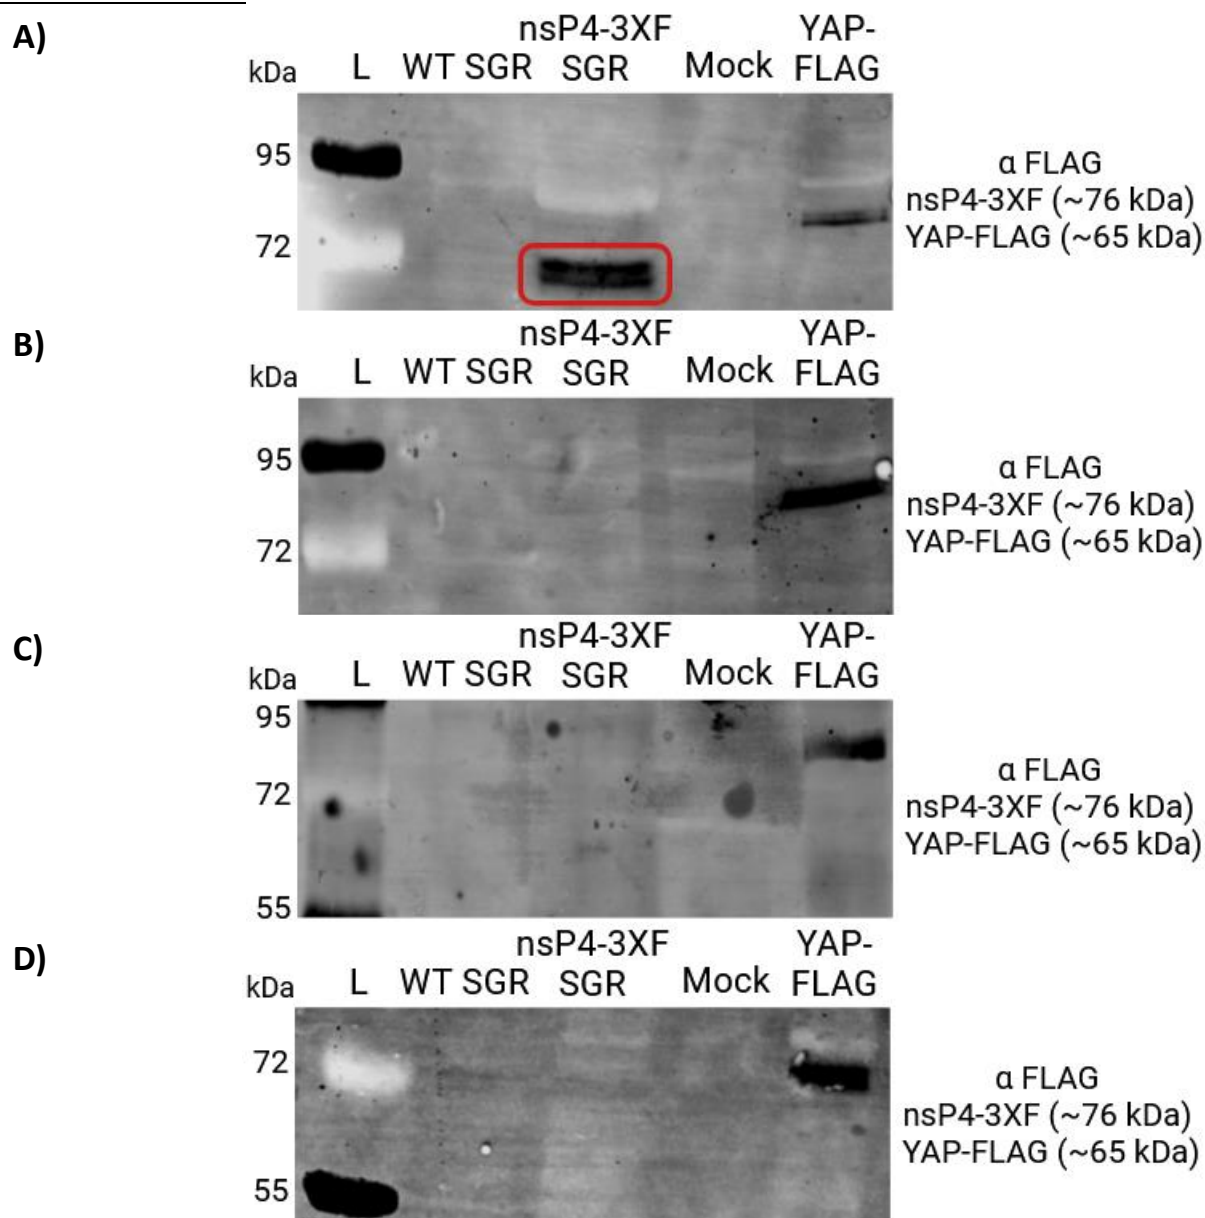 A)
nsP4-3XF YAP-
kDa L WT SGR SGR Mock FLAG
95
72
α FLAG
nsP4-3XF (~76 kDa)
YAP-FLAG (~65 kDa)
B)
nsP4-3XF YAP-
kDa L WT SGR SGR Mock FLAG
95
72
α FLAG
nsP4-3XF (~76 kDa)
YAP-FLAG (~65 kDa)
C)
nsP4-3XF YAP-
kDa L WT SGR SGR Mock FLAG
95
72
55
α FLAG
nsP4-3XF (~76 kDa)
YAP-FLAG (~65 kDa)
D)
nsP4-3XF YAP-
kDa L WT SGR SGR Mock FLAG
72
55
α FLAG
nsP4-3XF (~76 kDa)
YAP-FLAG (~65 kDa)